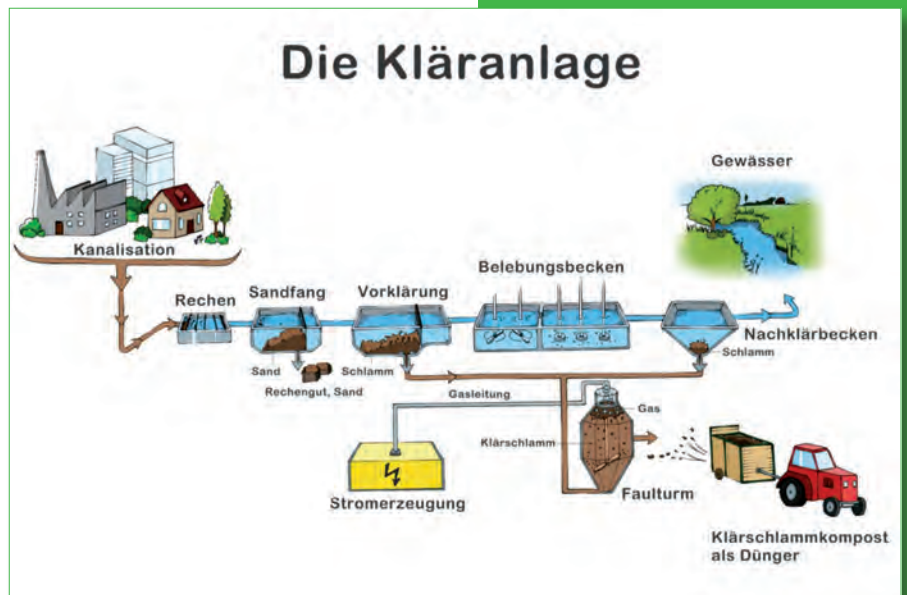 Die Kläranlage
Gewässer
Kanalisation
Belebungsbecken
Rechen
Sandfang
Vorklärung
Nachklärbecken
Schlamm
Sand
Schlamm
Rechengut, Sand
Gasleitung
Gas
Klärschlamm
Stromerzeugung
Faulturm
Klärschlammkompost
als Dünger